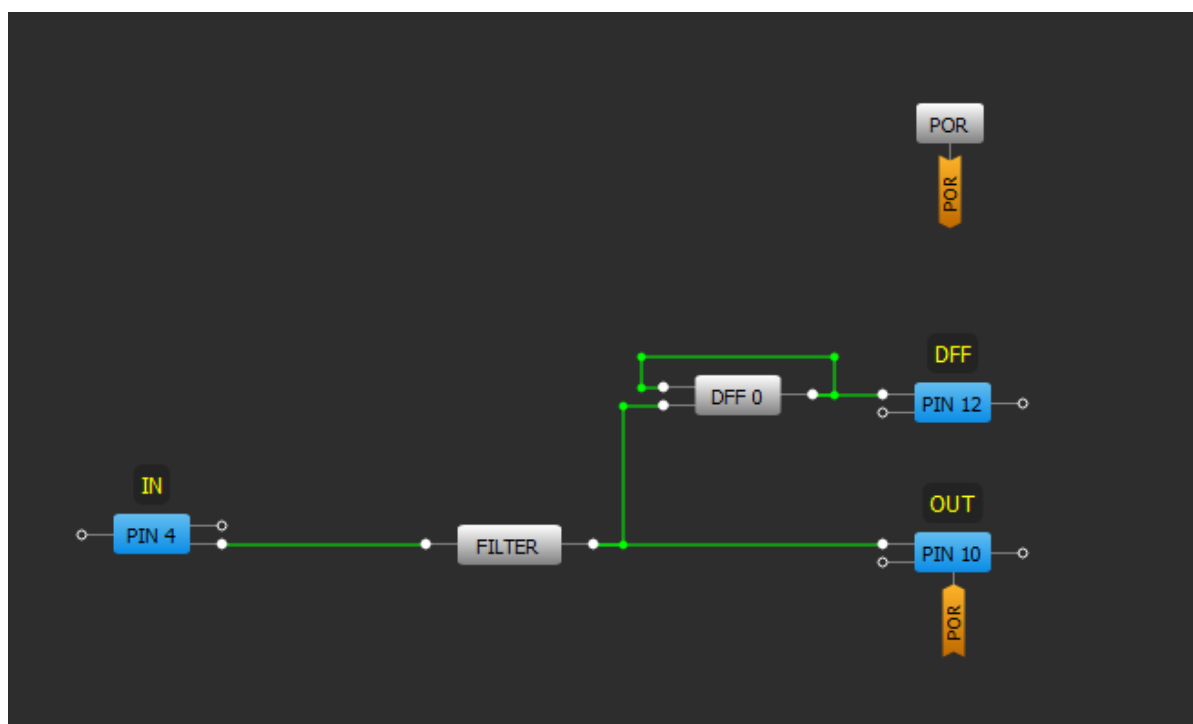 POR
POR
DFF
DFF 0
PIN 12
IN
OUT
PIN 4
FILTER
PIN 10
POR